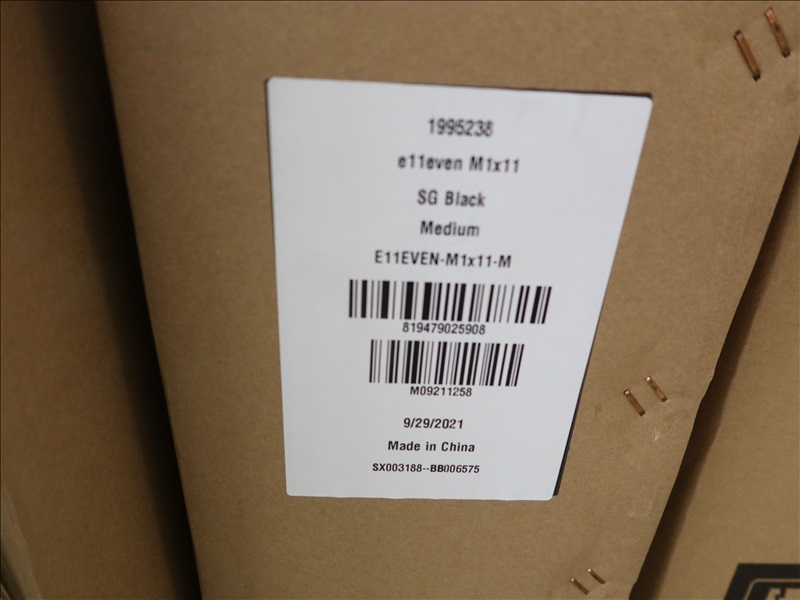 1995238
e11even M1x11
SG Black
Medium
E11EVEN-M1x11-M
819479025908
M09211258
9/29/2021
Made in China
SX003188--BB006575